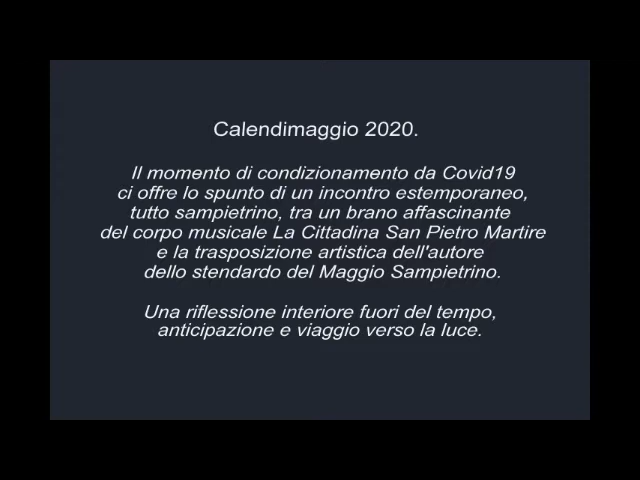 Calendimaggio 2020.
Il momento di condizionamento da Covid19
ci offre lo spunto di un incontro estemporaneo,
tutto sampietrino, tra un brano affascinante
del corpo musicale La Cittadina San Pietro Martire
e la trasposizione artistica dell'autore
dello stendardo del Maggio Sampietrino.
Una riflessione interiore fuori del tempo,
anticipazione e viaggio verso la luce.